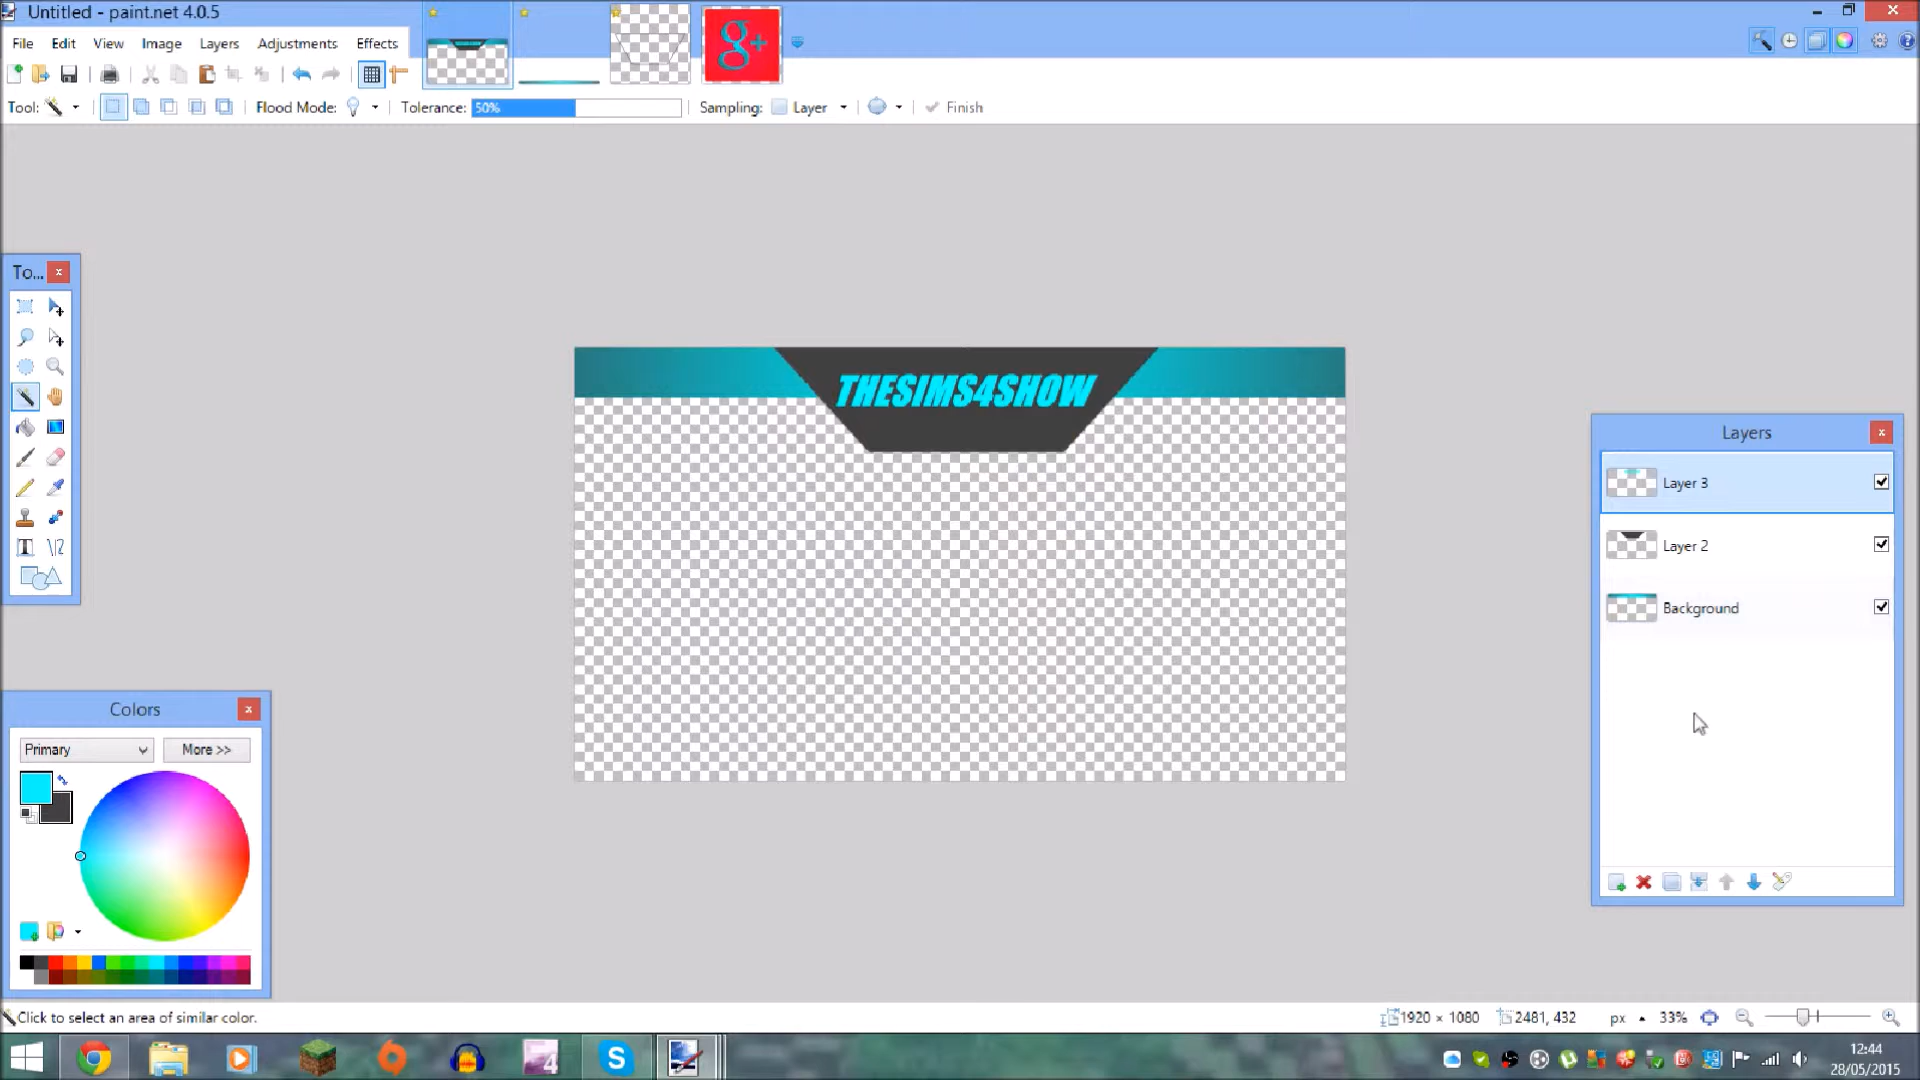 Untitled - paint.net 4.0.5
File Edit View Image Layers Adjustments Effects
g+
Tool: Flood Mode: Tolerance: 50% Sampling: Layer Finish
To...
THESIMS4SHOW
Layers
Layer 3
Layer 2
Background
Colors
Primary More >>
Click to select an area of similar color.
1920 × 1080 2481, 432 px 33%
4
12:44
28/05/2015